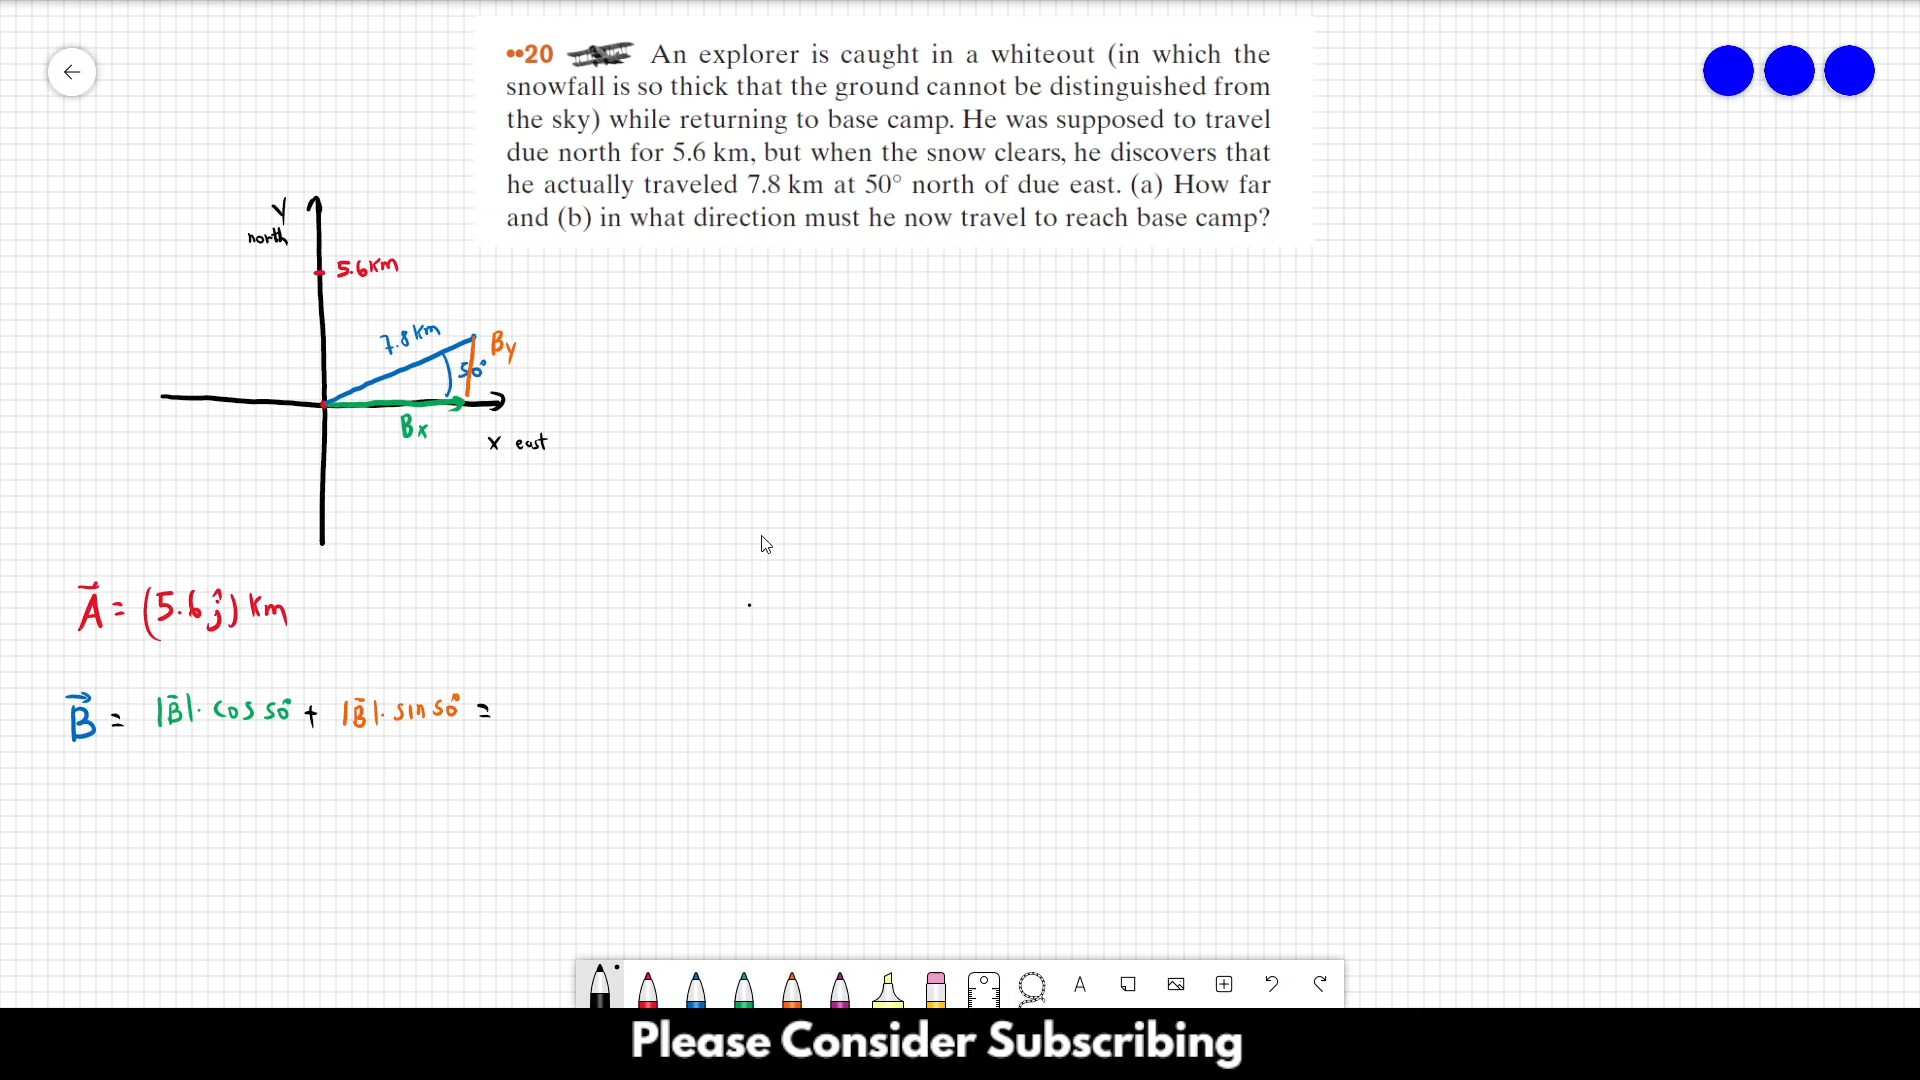 ••20 An explorer is caught in a whiteout (in which the
snowfall is so thick that the ground cannot be distinguished from
the sky) while returning to base camp. He was supposed to travel
due north for 5.6 km, but when the snow clears, he discovers that
he actually traveled 7.8 km at 50° north of due east. (a) How far
and (b) in what direction must he now travel to reach base camp?
y
north
5.6km
7.8km
By
50°
Bx
x east
A⃗ = (5.6ĵ) km
B⃗ = |B̄|· cos 50° + |B̄|· sin 50° =
A
Please Consider Subscribing